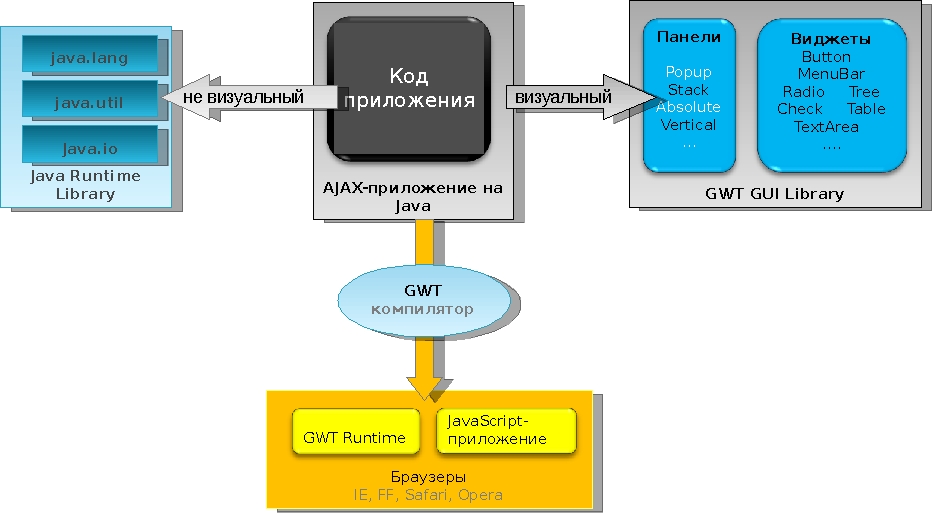 java.lang
java.util
Java.io
Java Runtime
Library
не визуальный
Код
приложения
AJAX-приложение на
Java
визуальный
Панели
Popup
Stack
Absolute
Vertical
...
Виджеты
Button
MenuBar
Radio Tree
Check Table
TextArea
....
GWT GUI Library
GWT
компилятор
GWT Runtime
JavaScript-
приложение
Браузеры
IE, FF, Safari, Opera